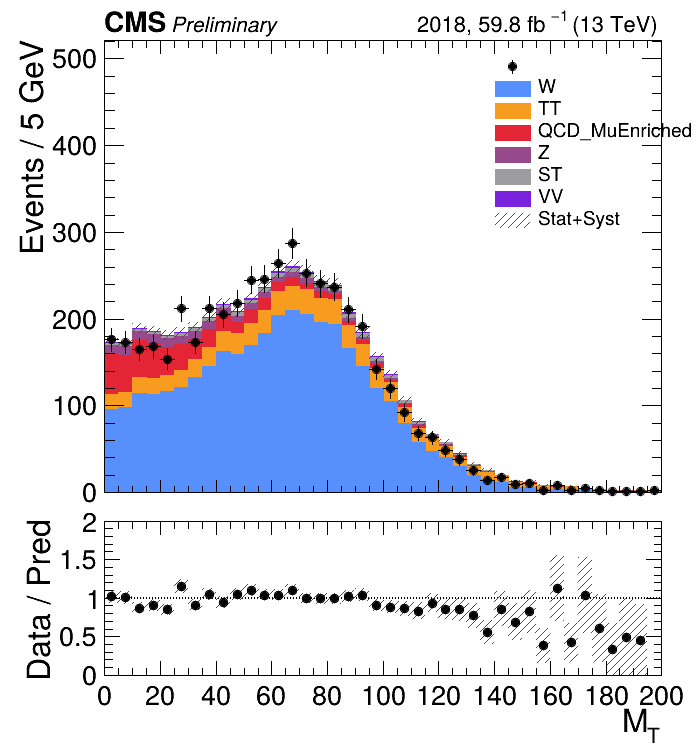 CMS Preliminary 2018, 59.8 fb⁻¹ (13 TeV)
Events / 5 GeV
500
400
300
200
100
0
W
TT
QCD_MuEnriched
Z
ST
VV
Stat+Syst
Data / Pred
2
1.5
1
0.5
0
0 20 40 60 80 100 120 140 160 180 200
M_T